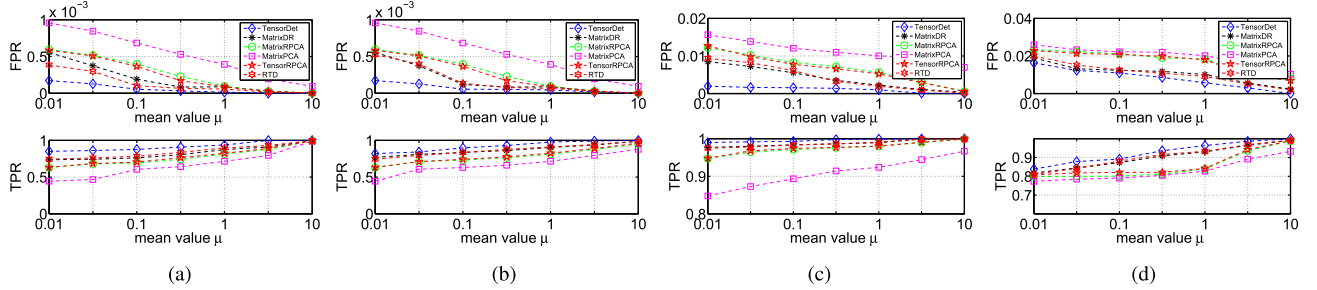 1 x 10⁻³
FPR
0.5
0
0.01 0.1 1 10
mean value μ
TensorDet
MatrixDR
MatrixRPCA
MatrixPCA
TensorRPCA
RTD
1
TPR
0.5
0
0.01 0.1 1 10
mean value μ
(a)
1 x 10⁻³
FPR
0.5
0
0.01 0.1 1 10
mean value μ
TensorDet
MatrixDR
MatrixRPCA
MatrixPCA
TensorRPCA
RTD
1
TPR
0.5
0
0.01 0.1 1 10
mean value μ
(b)
0.02
FPR
0.01
0
0.01 0.1 1 10
mean value μ
TensorDet
MatrixDR
MatrixRPCA
MatrixPCA
TensorRPCA
RTD
1
TPR
0.9
0.8
0.01 0.1 1 10
mean value μ
(c)
0.04
FPR
0.02
0
0.01 0.1 1 10
mean value μ
TensorDet
MatrixDR
MatrixRPCA
MatrixPCA
TensorRPCA
RTD
TPR
0.9
0.8
0.7
0.01 0.1 1 10
mean value μ
(d)